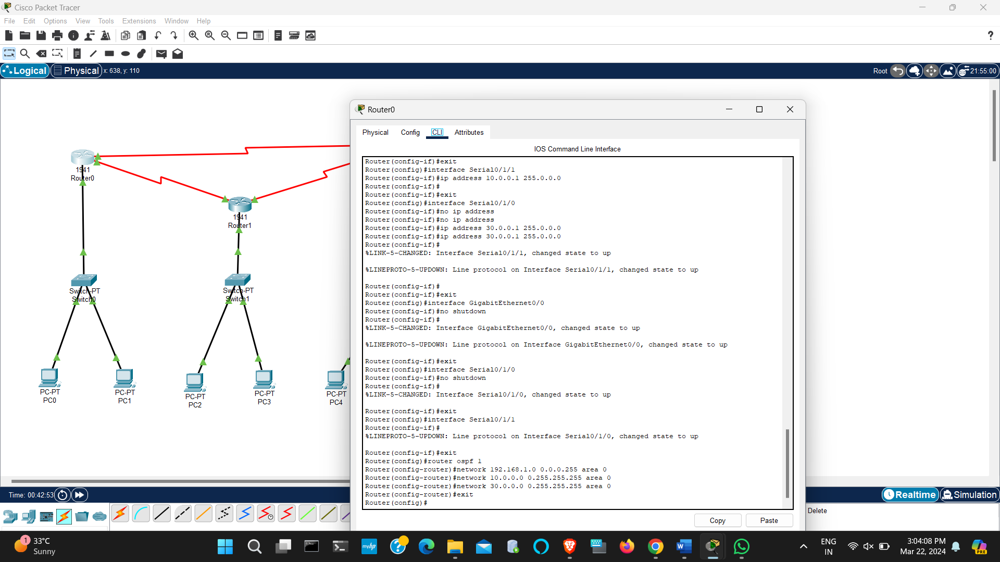 Cisco Packet Tracer
File Edit Options View Tools Extensions Window Help
?
Logical Physical x: 638, y: 110 Root 21:55:00
Router0
Physical Config CLI Attributes
IOS Command Line Interface
Router(config-if)#exit
Router(config)#interface Serial0/1/1
Router(config-if)#ip address 10.0.0.1 255.0.0.0
Router(config-if)#
Router(config-if)#exit
Router(config)#interface Serial0/1/0
Router(config-if)#no ip address
Router(config-if)#no ip address
Router(config-if)#ip address 30.0.0.1 255.0.0.0
Router(config-if)#ip address 30.0.0.1 255.0.0.0
Router(config-if)#
%LINK-5-CHANGED: Interface Serial0/1/1, changed state to up
%LINEPROTO-5-UPDOWN: Line protocol on Interface Serial0/1/1, changed state to up
Router(config-if)#
Router(config-if)#exit
Router(config)#interface GigabitEthernet0/0
Router(config-if)#no shutdown
Router(config-if)#
%LINK-5-CHANGED: Interface GigabitEthernet0/0, changed state to up
%LINEPROTO-5-UPDOWN: Line protocol on Interface GigabitEthernet0/0, changed state to up
Router(config-if)#exit
Router(config)#interface Serial0/1/0
Router(config-if)#no shutdown
Router(config-if)#
%LINK-5-CHANGED: Interface Serial0/1/0, changed state to up
Router(config-if)#exit
Router(config)#interface Serial0/1/1
Router(config-if)#
%LINEPROTO-5-UPDOWN: Line protocol on Interface Serial0/1/0, changed state to up
Router(config-if)#exit
Router(config)#router ospf 1
Router(config-router)#network 192.168.1.0 0.0.0.255 area 0
Router(config-router)#network 10.0.0.0 0.255.255.255 area 0
Router(config-router)#network 30.0.0.0 0.255.255.255 area 0
Router(config-router)#exit
Router(config)#
Copy Paste
1941
Router0
1941
Router1
Switch-PT
Switch0
Switch-PT
Switch1
PC-PT
PC0
PC-PT
PC1
PC-PT
PC2
PC-PT
PC3
PC-PT
PC4
Time: 00:42:53
Realtime Simulation
Delete
1
33°C
Sunny
myhp
?
W
ENG
IN
3:04:08 PM
Mar 22, 2024
PRE